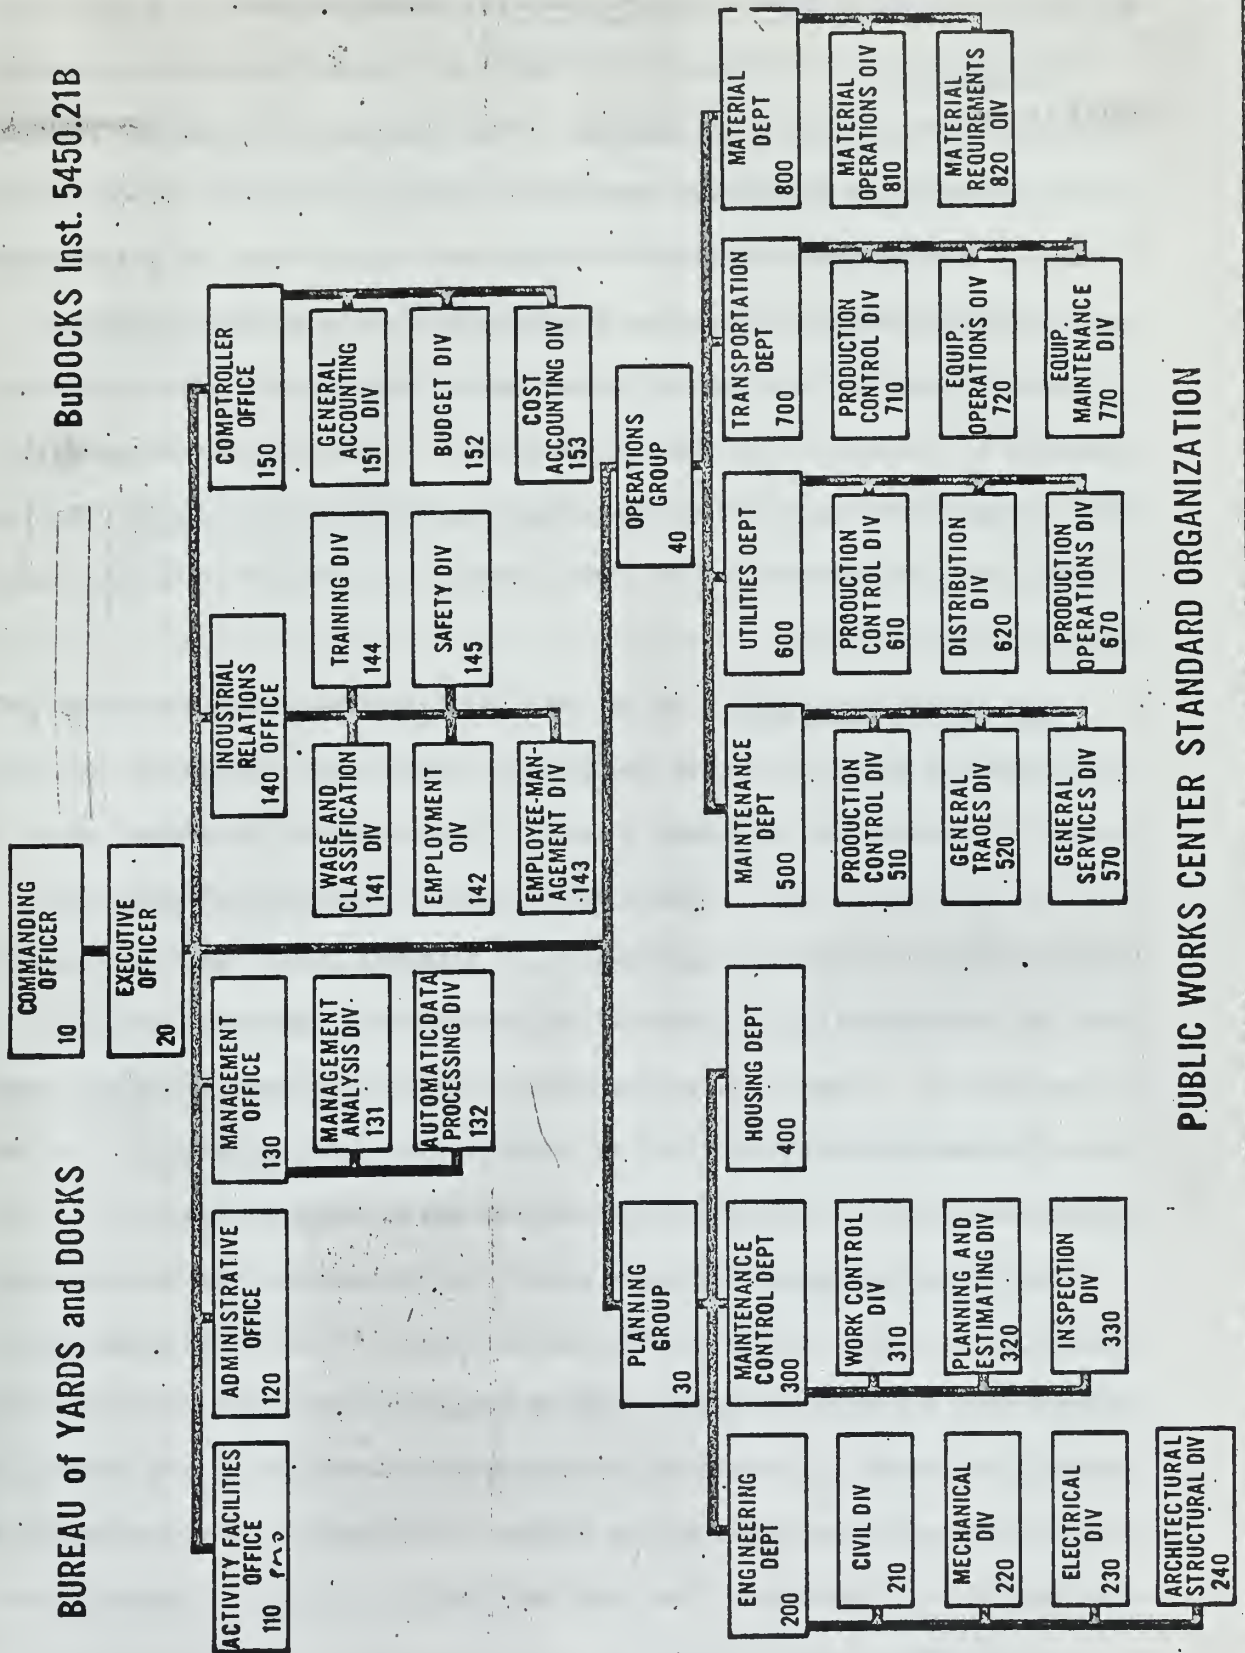 BUREAU of YARDS and DOCKS
BuDOCKS Inst. 5450.21B
COMMANDING
OFFICER
10
EXECUTIVE
OFFICER
20
ACTIVITY FACILITIES
OFFICE
110
ADMINISTRATIVE
OFFICE
120
MANAGEMENT
OFFICE
130
MANAGEMENT
ANALYSIS DIV.
131
AUTOMATIC DATA
PROCESSING DIV
132
INDUSTRIAL
RELATIONS
140 OFFICE
WAGE AND
CLASSIFICATION
141 DIV
EMPLOYMENT
DIV
142
EMPLOYEE-MAN-
AGEMENT DIV
143
TRAINING DIV
144
SAFETY DIV
145
COMPTROLLER
OFFICE
150
GENERAL
ACCOUNTING
151 DIV
BUDGET DIV
152
COST
ACCOUNTING DIV
153
PLANNING
GROUP
30
ENGINEERING
DEPT
200
CIVIL DIV
210
MECHANICAL
DIV
220
ELECTRICAL
DIV
230
ARCHITECTURAL
STRUCTURAL DIV
240
MAINTENANCE
CONTROL DEPT
300
WORK CONTROL
DIV
310
PLANNING AND
ESTIMATING DIV
320
INSPECTION
DIV
330
HOUSING DEPT
400
OPERATIONS
GROUP
40
MAINTENANCE
DEPT
500
PRODUCTION
CONTROL DIV
510
GENERAL
TRADES DIV
520
GENERAL
SERVICES DIV
570
UTILITIES DEPT
600
PRODUCTION
CONTROL DIV
610
DISTRIBUTION
DIV
620
PRODUCTION
OPERATIONS DIV
670
TRANSPORTATION
DEPT
700
PRODUCTION
CONTROL DIV
710
EQUIP.
OPERATIONS DIV
720
EQUIP.
MAINTENANCE
DIV
770
MATERIAL
DEPT
800
MATERIAL
OPERATIONS DIV
810
MATERIAL
REQUIREMENTS
820 DIV
PUBLIC WORKS CENTER STANDARD ORGANIZATION